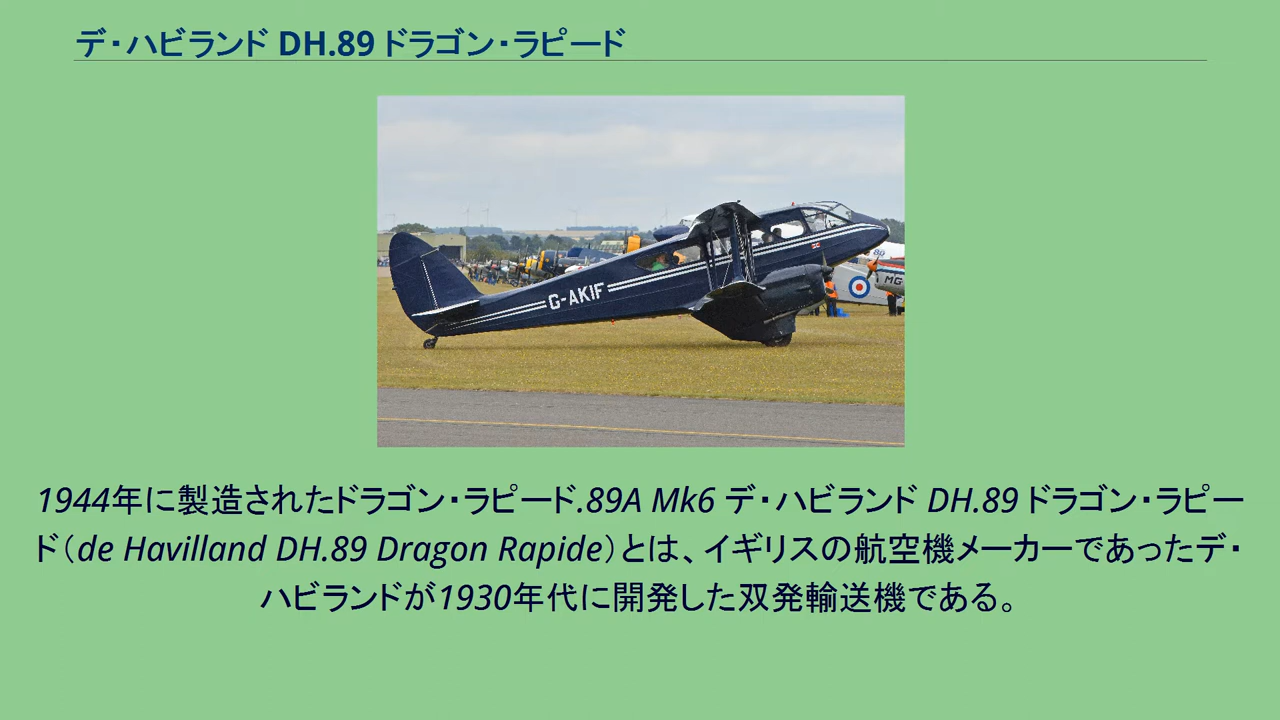 デ・ハビランド DH.89 ドラゴン・ラピード
G-AKIF
80
MG
1944年に製造されたドラゴン・ラピード.89A Mk6 デ・ハビランド DH.89 ドラゴン・ラピー
ド（de Havilland DH.89 Dragon Rapide）とは、イギリスの航空機メーカーであったデ・
ハビランドが1930年代に開発した双発輸送機である。